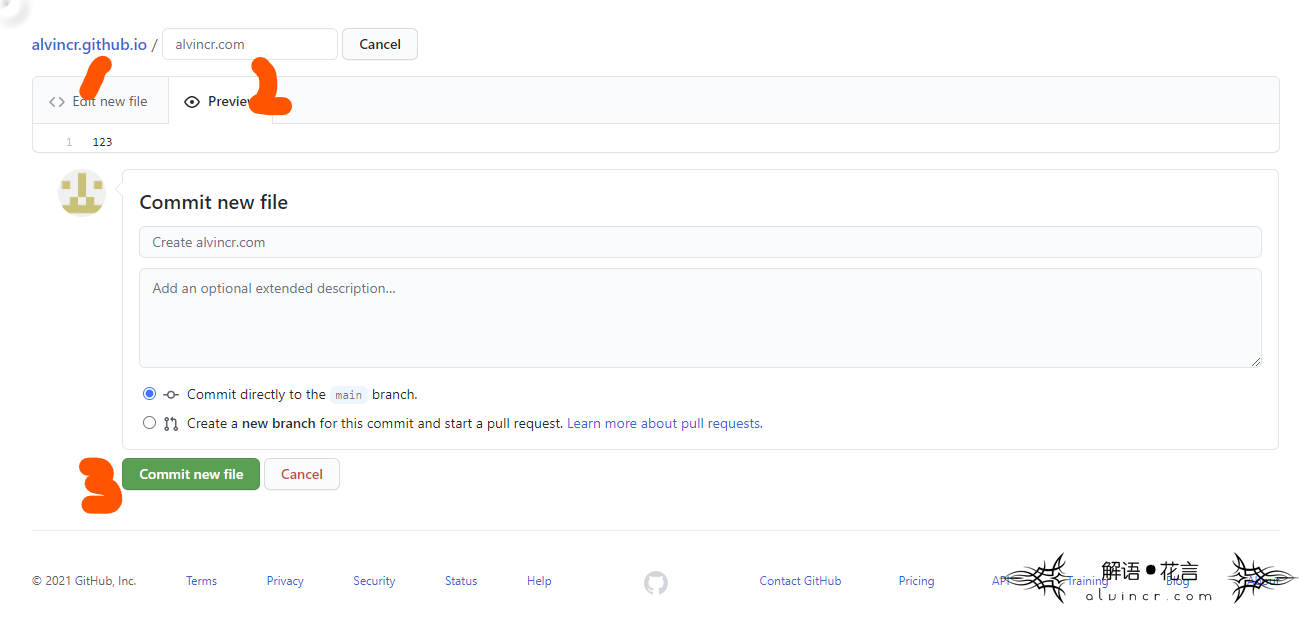 alvincr.github.io / alvincr.com Cancel
1
2
Edit new file Preview
1 123
Commit new file
Create alvincr.com
Add an optional extended description...
Commit directly to the main branch.
Create a new branch for this commit and start a pull request. Learn more about pull requests.
3
Commit new file Cancel
© 2021 GitHub, Inc. Terms Privacy Security Status Help Contact GitHub Pricing API Training Blog About
解语●花言
alvincr.com